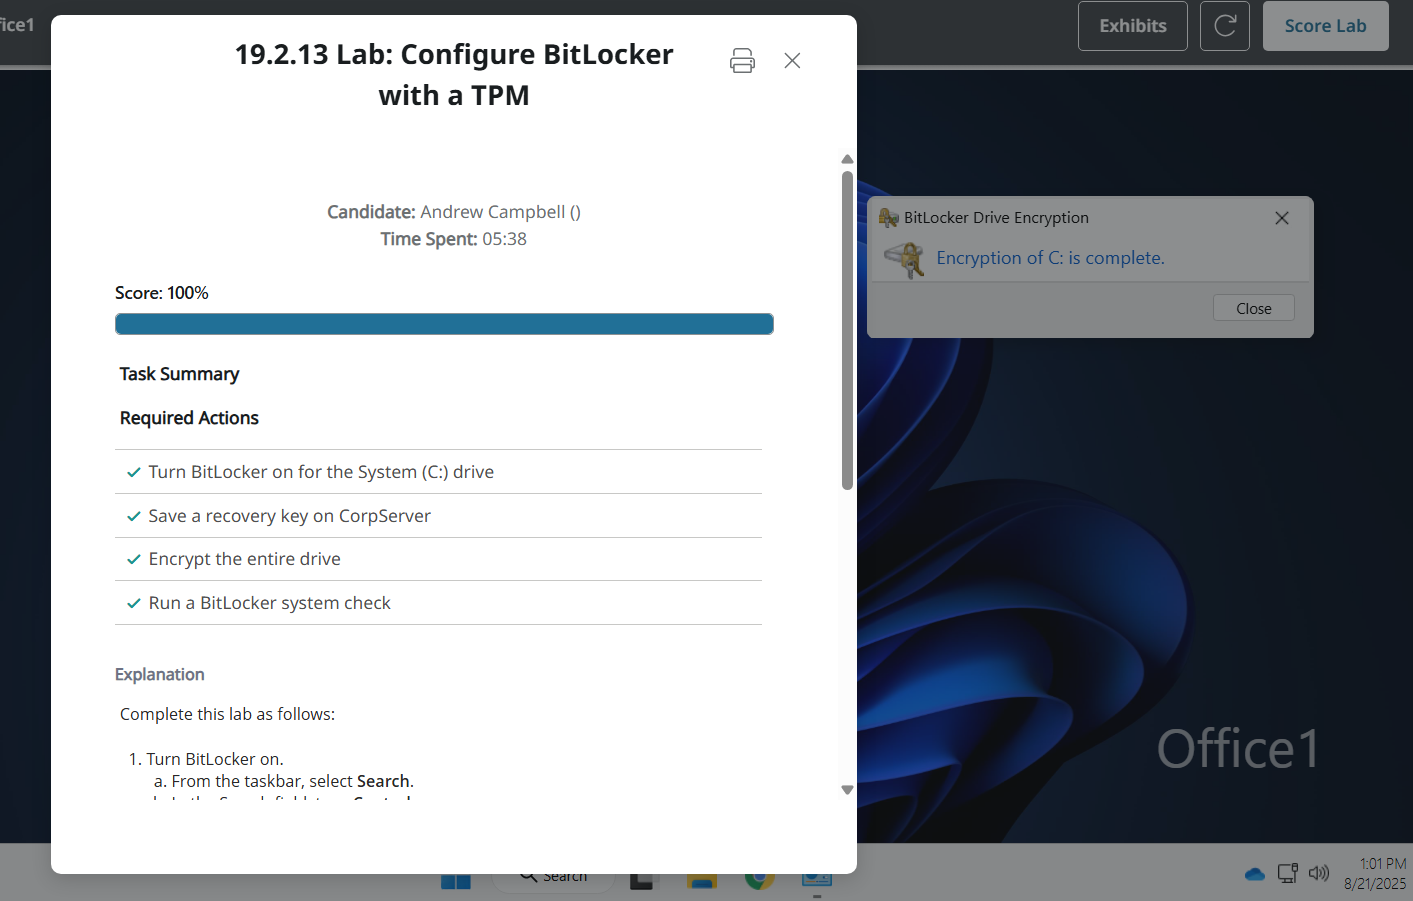 fice1
Exhibits
Score Lab
19.2.13 Lab: Configure BitLocker
with a TPM
Candidate: Andrew Campbell ()
Time Spent: 05:38
Score: 100%
Task Summary
Required Actions
Turn BitLocker on for the System (C:) drive
Save a recovery key on CorpServer
Encrypt the entire drive
Run a BitLocker system check
Explanation
Complete this lab as follows:
1. Turn BitLocker on.
a. From the taskbar, select Search.
BitLocker Drive Encryption
Encryption of C: is complete.
Close
Office1
Search
1:01 PM
8/21/2025